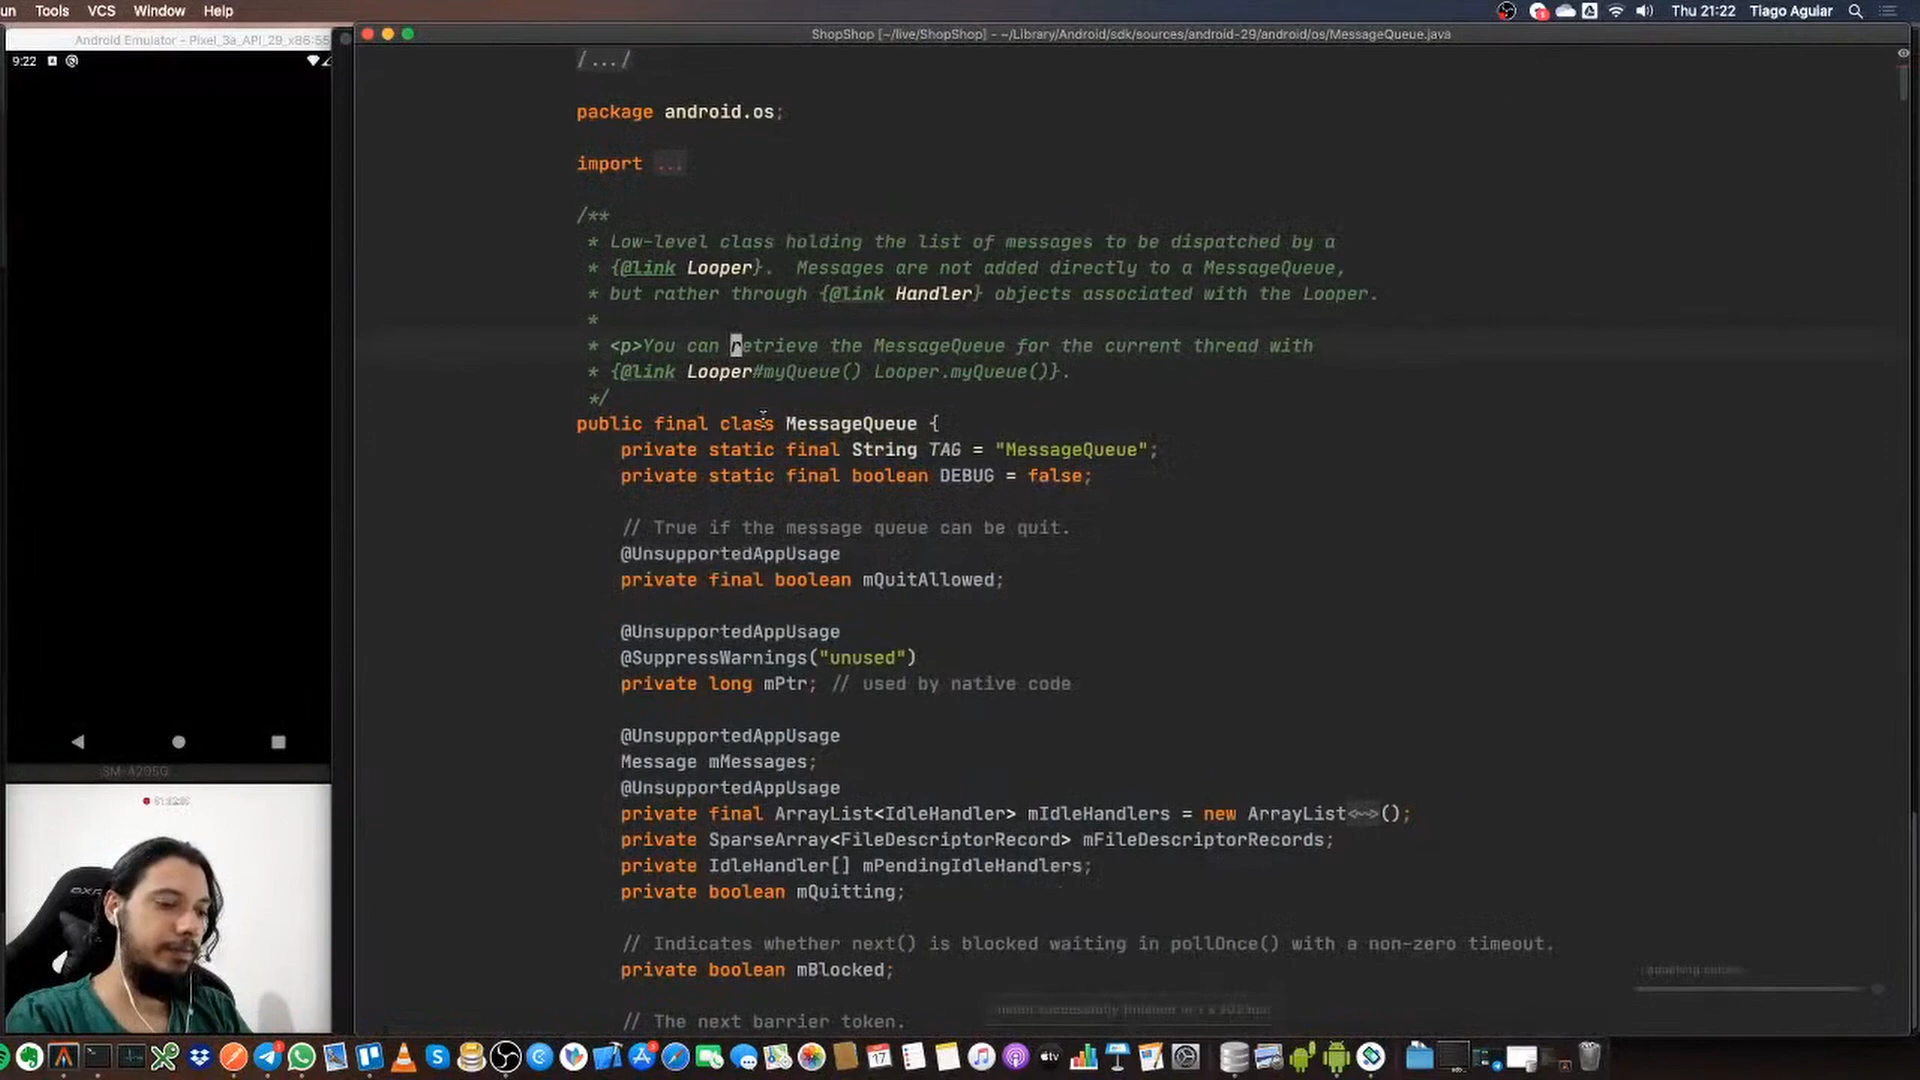 un Tools VCS Window Help
Thu 21:22 Tiago Aguiar
Android Emulator - Pixel_3a_API_29_x86:55
ShopShop [~/live/ShopShop] - ~/Library/Android/sdk/sources/android-29/android/os/MessageQueue.java
9:22
/.../
package android.os;
import ...
/**
* Low-level class holding the list of messages to be dispatched by a
* {@link Looper}.  Messages are not added directly to a MessageQueue,
* but rather through {@link Handler} objects associated with the Looper.
*
* <p>You can retrieve the MessageQueue for the current thread with
* {@link Looper#myQueue() Looper.myQueue()}.
*/
public final class MessageQueue {
private static final String TAG = "MessageQueue";
private static final boolean DEBUG = false;
// True if the message queue can be quit.
@UnsupportedAppUsage
private final boolean mQuitAllowed;
@UnsupportedAppUsage
@SuppressWarnings("unused")
private long mPtr; // used by native code
@UnsupportedAppUsage
Message mMessages;
@UnsupportedAppUsage
private final ArrayList<IdleHandler> mIdleHandlers = new ArrayList<~>();
private SparseArray<FileDescriptorRecord> mFileDescriptorRecords;
private IdleHandler[] mPendingIdleHandlers;
private boolean mQuitting;
// Indicates whether next() is blocked waiting in pollOnce() with a non-zero timeout.
private boolean mBlocked;
// The next barrier token.
SM-A295G
17